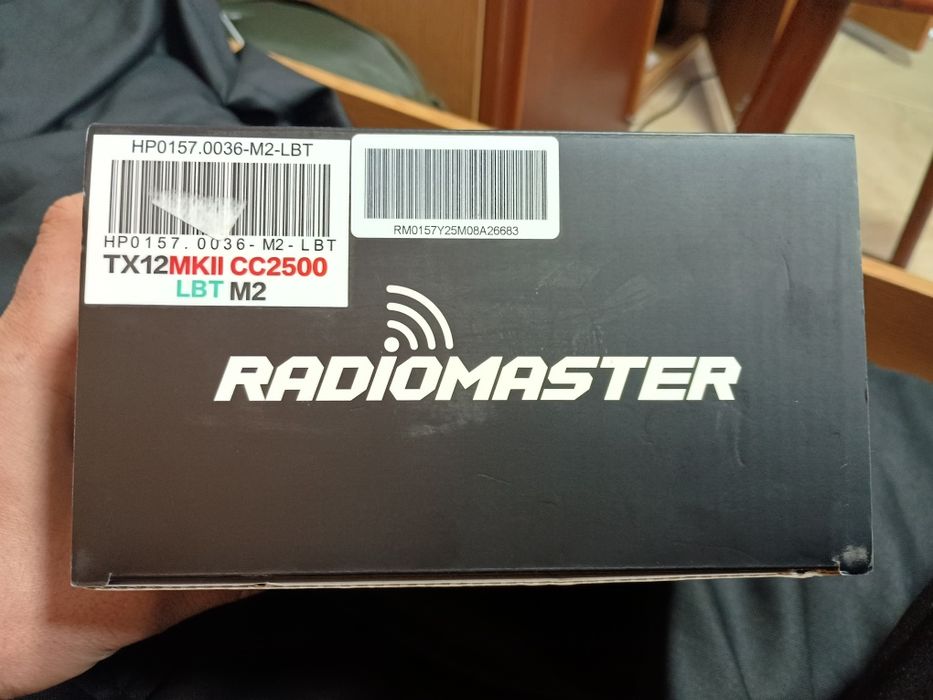 HP0157.0036-M2-LBT
HP0157.0036-M2-LBT
TX12MKII CC2500
LBT M2
RM0157Y25M08A26683
RADIOMASTER